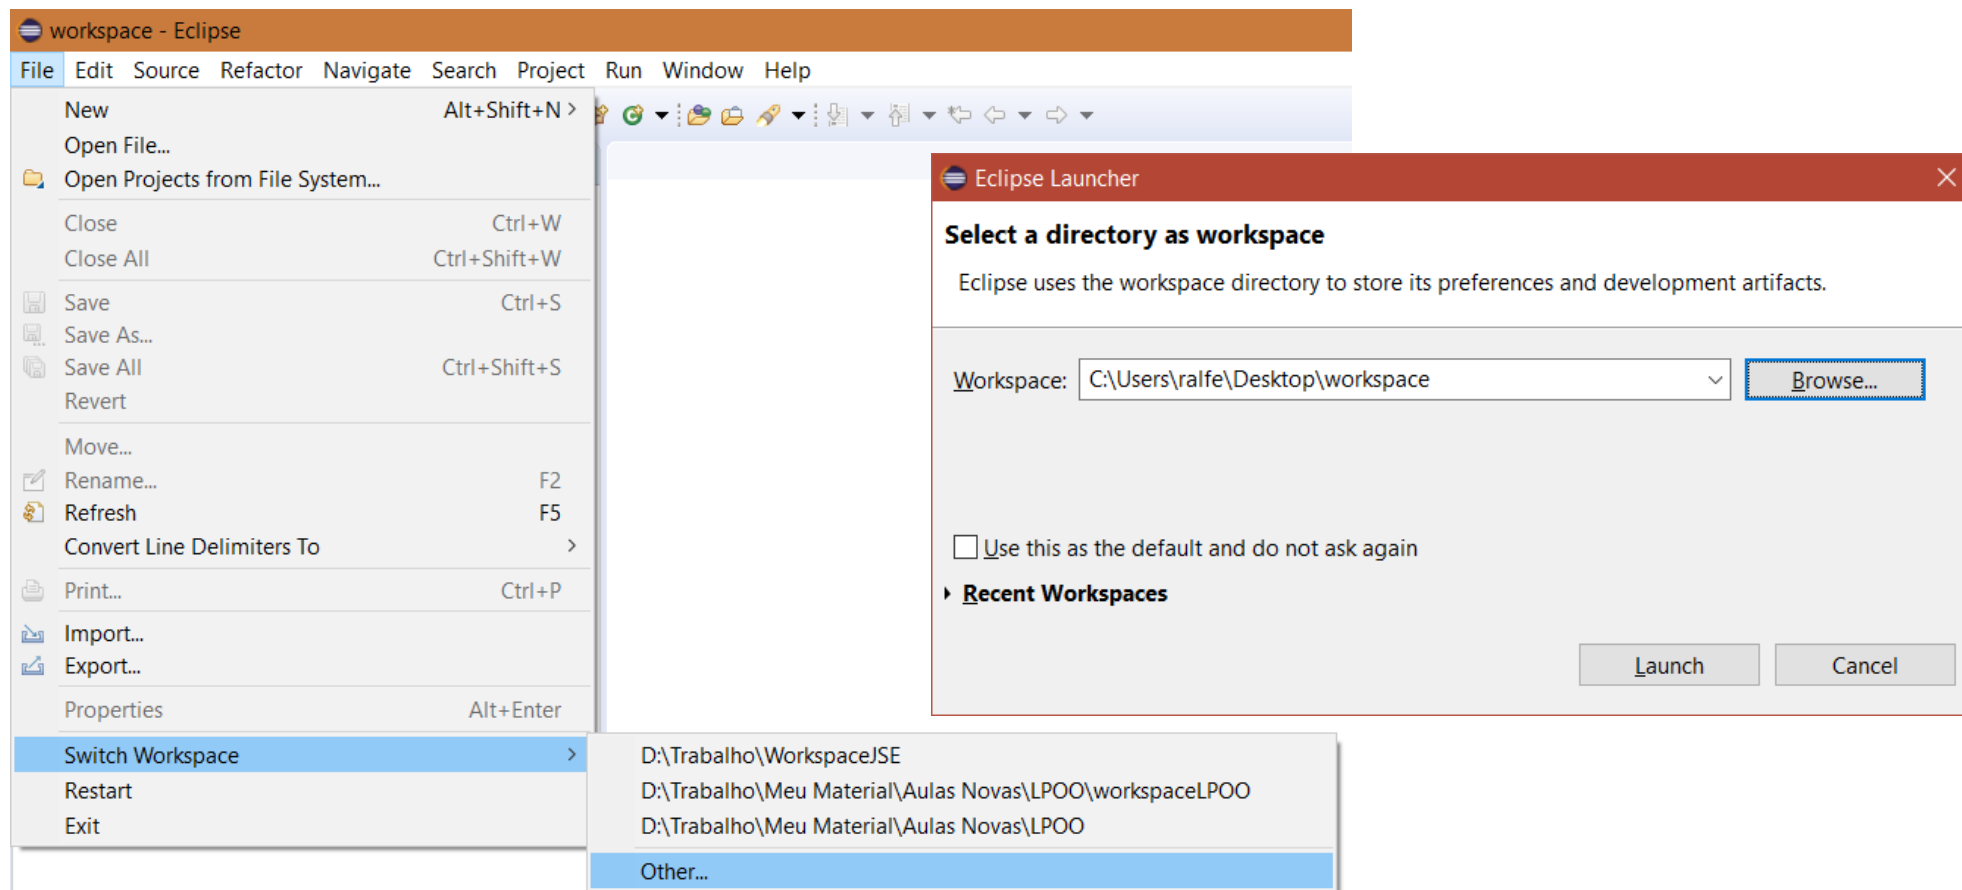 workspace - Eclipse
File Edit Source Refactor Navigate Search Project Run Window Help
New Alt+Shift+N
Open File...
Open Projects from File System...
Close Ctrl+W
Close All Ctrl+Shift+W
Save Ctrl+S
Save As...
Save All Ctrl+Shift+S
Revert
Move...
Rename... F2
Refresh F5
Convert Line Delimiters To
Print... Ctrl+P
Import...
Export...
Properties Alt+Enter
Switch Workspace
Restart
Exit
D:\Trabalho\WorkspaceJSE
D:\Trabalho\Meu Material\Aulas Novas\LPOO\workspaceLPOO
D:\Trabalho\Meu Material\Aulas Novas\LPOO
Other...
Eclipse Launcher
Select a directory as workspace
Eclipse uses the workspace directory to store its preferences and development artifacts.
Workspace: C:\Users\ralfe\Desktop\workspace Browse...
Use this as the default and do not ask again
Recent Workspaces
Launch Cancel